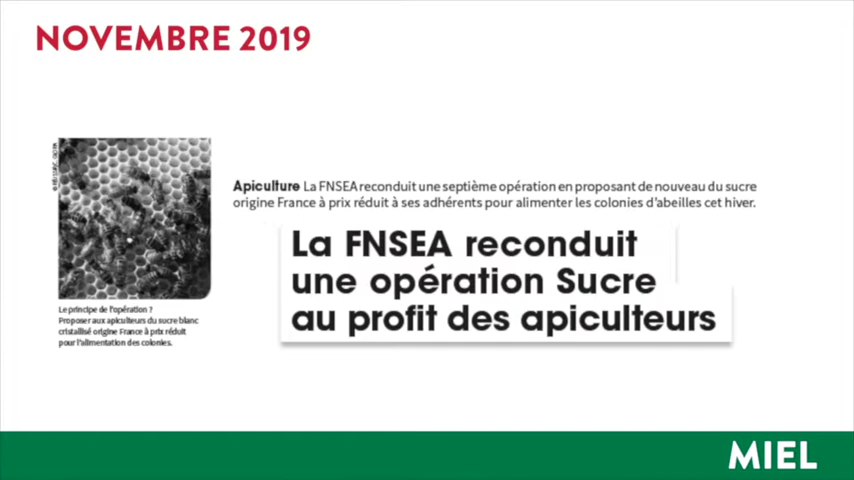 NOVEMBRE 2019
Apiculture La FNSEA reconduit une septième opération en proposant de nouveau du sucre
origine France à prix réduit à ses adhérents pour alimenter les colonies d'abeilles cet hiver.
La FNSEA reconduit
une opération Sucre
au profit des apiculteurs
Le principe de l'opération ?
Proposer aux apiculteurs du sucre blanc
cristallisé origine France à prix réduit
pour l'alimentation des colonies.
MIEL